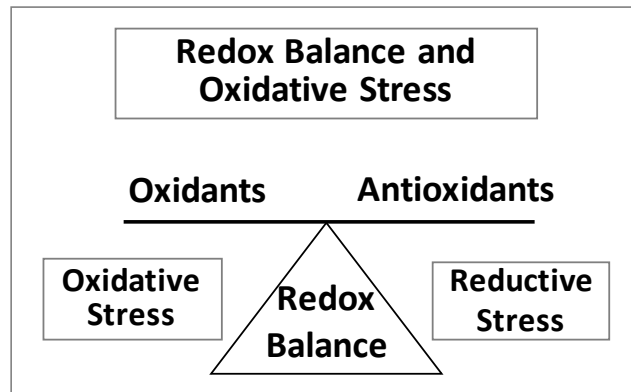 Redox Balance and
Oxidative Stress
Oxidants
Antioxidants
Oxidative
Stress
Redox
Balance
Reductive
Stress